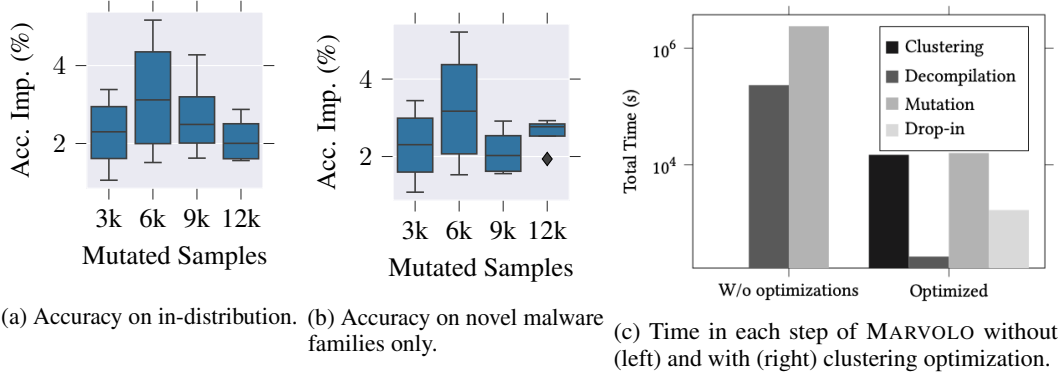 Acc. Imp. (%)
4
2
3k 6k 9k 12k
Mutated Samples
(a) Accuracy on in-distribution.
Acc. Imp. (%)
4
2
3k 6k 9k 12k
Mutated Samples
(b) Accuracy on novel malware
families only.
Total Time (s)
10^6
10^4
Clustering
Decompilation
Mutation
Drop-in
W/o optimizations Optimized
(c) Time in each step of MARVOLO without
(left) and with (right) clustering optimization.